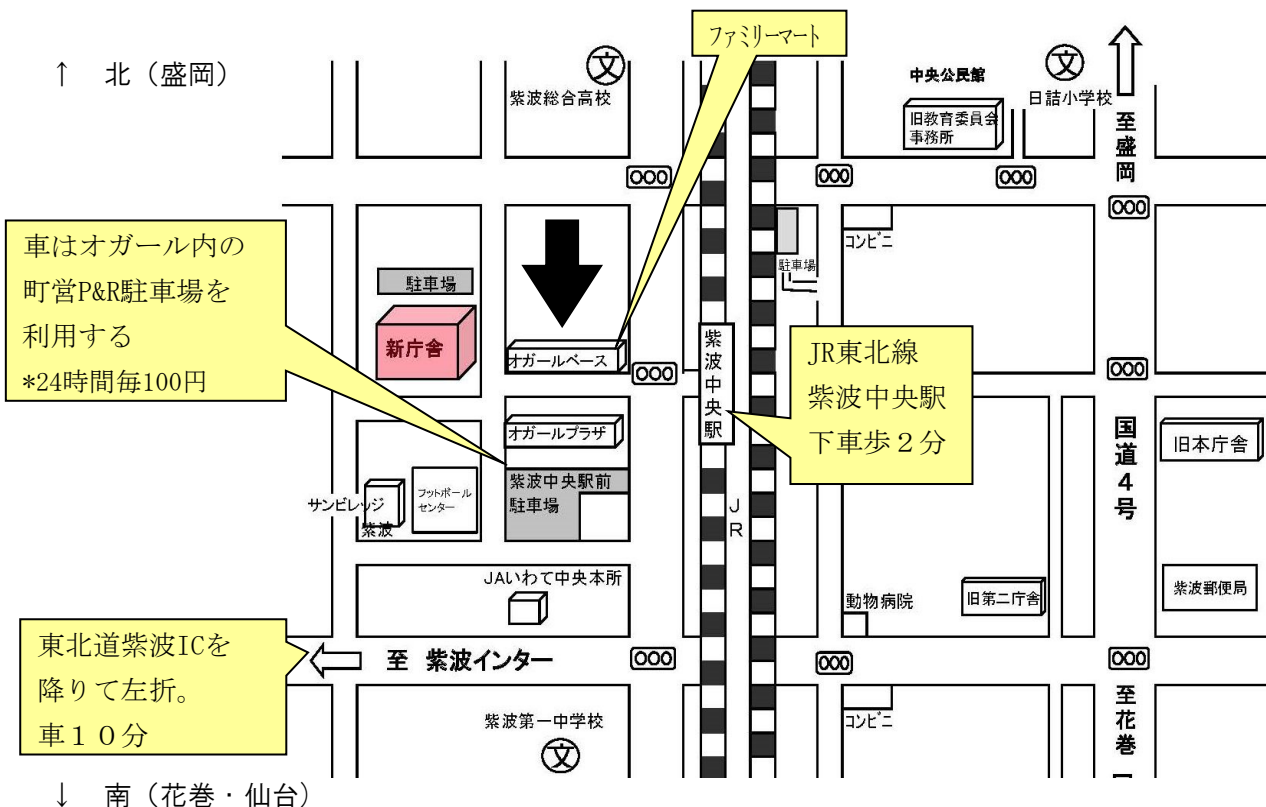 ファミリーマート
↑　北（盛岡）
紫波総合高校
文
中央公民館
旧教育委員会
事務所
文
日詰小学校
至盛岡
車はオガール内の
町営P&R駐車場を
利用する
*24時間毎100円
駐車場
新庁舎
オガールベース
駐車場
コンビニ
紫波中央駅
JR東北線
紫波中央駅
下車歩２分
オガールプラザ
紫波中央駅前
駐車場
サンビレッジ
紫波
フットボール
センター
JR
国道4号
旧本庁舎
JAいわて中央本所
動物病院
旧第二庁舎
紫波郵便局
東北道紫波ICを
降りて左折。
車１０分
至 紫波インター
紫波第一中学校
文
コンビニ
至花巻
↓　南（花巻・仙台）